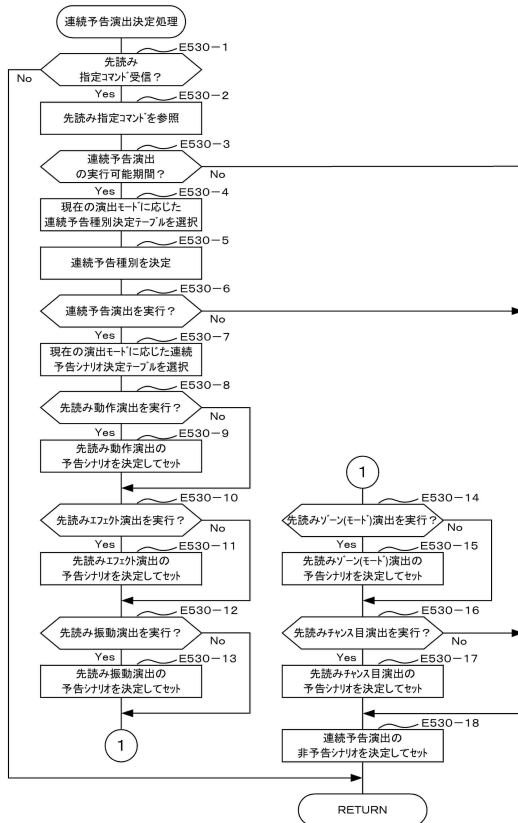 連続予告演出決定処理
E530-1
先読み
指定コマンド受信？
No
Yes
E530-2
先読み指定コマンドを参照
E530-3
連続予告演出
の実行可能期間？
No
Yes
E530-4
現在の演出モードに応じた
連続予告種別決定テーブルを選択
E530-5
連続予告種別を決定
E530-6
連続予告演出を実行？
No
Yes
E530-7
現在の演出モードに応じた連続
予告シナリオ決定テーブルを選択
E530-8
先読み動作演出を実行？
No
Yes
E530-9
先読み動作演出の
予告シナリオを決定してセット
E530-10
先読みエフェクト演出を実行？
No
Yes
E530-11
先読みエフェクト演出の
予告シナリオを決定してセット
E530-12
先読み振動演出を実行？
No
Yes
E530-13
先読み振動演出の
予告シナリオを決定してセット
1
1
E530-14
先読みゾーン(モード)演出を実行？
No
Yes
E530-15
先読みゾーン(モード)演出の
予告シナリオを決定してセット
E530-16
先読みチャンス目演出を実行？
No
Yes
E530-17
先読みチャンス目演出の
予告シナリオを決定してセット
E530-18
連続予告演出の
非予告シナリオを決定してセット
RETURN